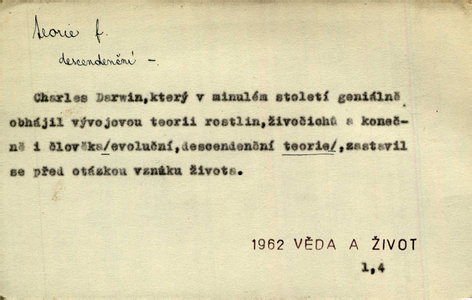 teorie f.
descendenční –
Charles Darwin,který v minulém století geniálně
obhájil vývojovou teorii rostlin,živočichů a koneč-
ně i člověka/evoluční,descendenční teorie/,zastavil
se před otázkou vznáku života.
1962 VĚDA A ŽIVOT
1,4